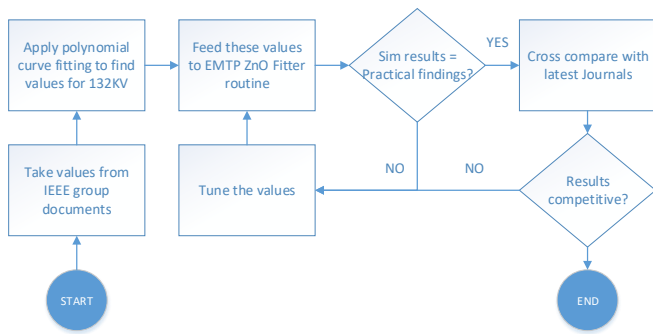 Apply polynomial
curve fitting to find
values for 132KV
Feed these values
to EMTP ZnO Fitter
routine
Sim results =
Practical findings?
YES
Cross compare with
latest Journals
Take values from
IEEE group
documents
Tune the values
NO
NO
Results
competitive?
START
END